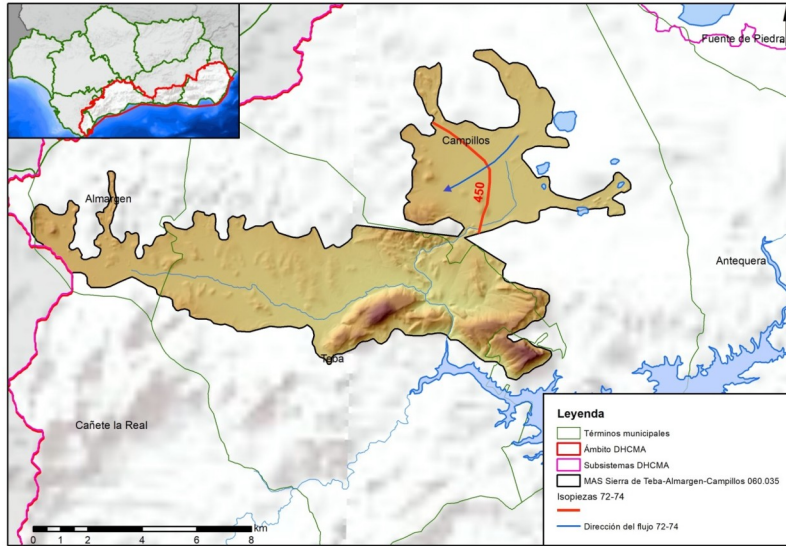 Fuente de Piedra
Campillos
Almargen
450
Antequera
Teba
Cañete la Real
Leyenda
Términos municipales
Ámbito DHCMA
Subsistemas DHCMA
MAS Sierra de Teba-Almargen-Campillos 060.035
Isopiezas 72-74
Dirección del flujo 72-74
km
0 1 2 4 6 8